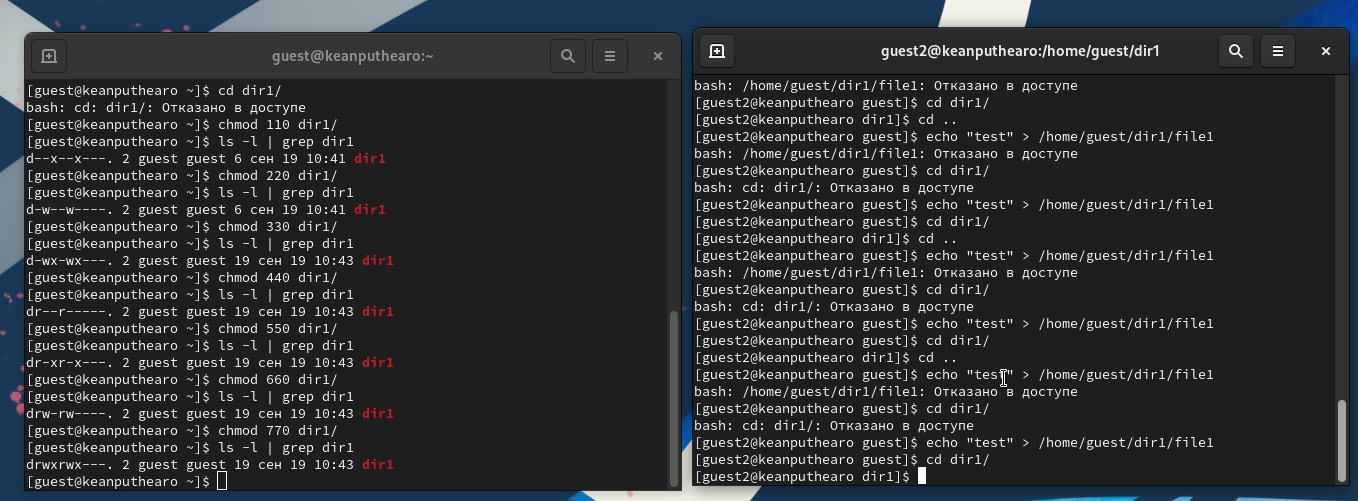 guest@keanputhearo:~
[guest@keanputhearo ~]$ cd dir1/
bash: cd: dir1/: Отказано в доступе
[guest@keanputhearo ~]$ chmod 110 dir1/
[guest@keanputhearo ~]$ ls -l | grep dir1
d--x--x---. 2 guest guest 6 сен 19 10:41 dir1
[guest@keanputhearo ~]$ chmod 220 dir1/
[guest@keanputhearo ~]$ ls -l | grep dir1
d-w--w----. 2 guest guest 6 сен 19 10:41 dir1
[guest@keanputhearo ~]$ chmod 330 dir1/
[guest@keanputhearo ~]$ ls -l | grep dir1
d-wx-wx---. 2 guest guest 19 сен 19 10:43 dir1
[guest@keanputhearo ~]$ chmod 440 dir1/
[guest@keanputhearo ~]$ ls -l | grep dir1
dr--r-----. 2 guest guest 19 сен 19 10:43 dir1
[guest@keanputhearo ~]$ chmod 550 dir1/
[guest@keanputhearo ~]$ ls -l | grep dir1
dr-xr-x---. 2 guest guest 19 сен 19 10:43 dir1
[guest@keanputhearo ~]$ chmod 660 dir1/
[guest@keanputhearo ~]$ ls -l | grep dir1
drw-rw----. 2 guest guest 19 сен 19 10:43 dir1
[guest@keanputhearo ~]$ chmod 770 dir1/
[guest@keanputhearo ~]$ ls -l | grep dir1
drwxrwx---. 2 guest guest 19 сен 19 10:43 dir1
[guest@keanputhearo ~]$
guest2@keanputhearo:/home/guest/dir1
bash: /home/guest/dir1/file1: Отказано в доступе
[guest2@keanputhearo guest]$ cd dir1/
[guest2@keanputhearo dir1]$ cd ..
[guest2@keanputhearo guest]$ echo "test" > /home/guest/dir1/file1
bash: /home/guest/dir1/file1: Отказано в доступе
[guest2@keanputhearo guest]$ cd dir1/
bash: cd: dir1/: Отказано в доступе
[guest2@keanputhearo guest]$ echo "test" > /home/guest/dir1/file1
[guest2@keanputhearo guest]$ cd dir1/
[guest2@keanputhearo dir1]$ cd ..
[guest2@keanputhearo guest]$ echo "test" > /home/guest/dir1/file1
bash: /home/guest/dir1/file1: Отказано в доступе
[guest2@keanputhearo guest]$ cd dir1/
bash: cd: dir1/: Отказано в доступе
[guest2@keanputhearo guest]$ echo "test" > /home/guest/dir1/file1
[guest2@keanputhearo guest]$ cd dir1/
[guest2@keanputhearo dir1]$ cd ..
[guest2@keanputhearo guest]$ echo "test" > /home/guest/dir1/file1
bash: /home/guest/dir1/file1: Отказано в доступе
[guest2@keanputhearo guest]$ cd dir1/
bash: cd: dir1/: Отказано в доступе
[guest2@keanputhearo guest]$ echo "test" > /home/guest/dir1/file1
[guest2@keanputhearo guest]$ cd dir1/
[guest2@keanputhearo dir1]$